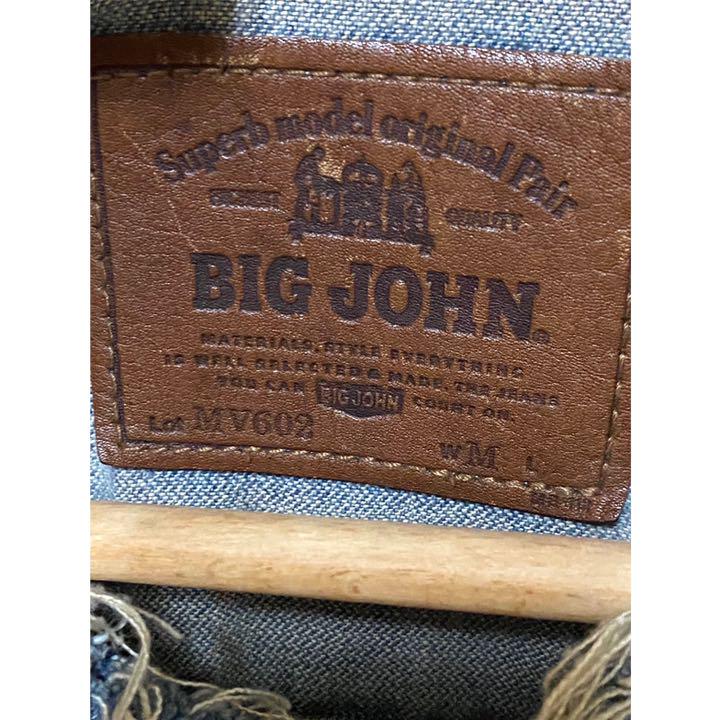 Superb model original Pair
QUALITY
BIG JOHN®
MATERIALS, STYLE EVERYTHING
IS WELL SELECTED & MADE, THE JEANS
YOU CAN BIG JOHN COUNT ON.
Lot MV602 W M L